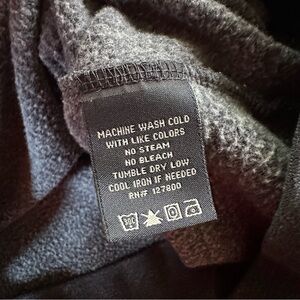 MACHINE WASH COLD
WITH LIKE COLORS
NO STEAM
NO BLEACH
TUMBLE DRY LOW
COOL IRON IF NEEDED
RN# 127800
30C